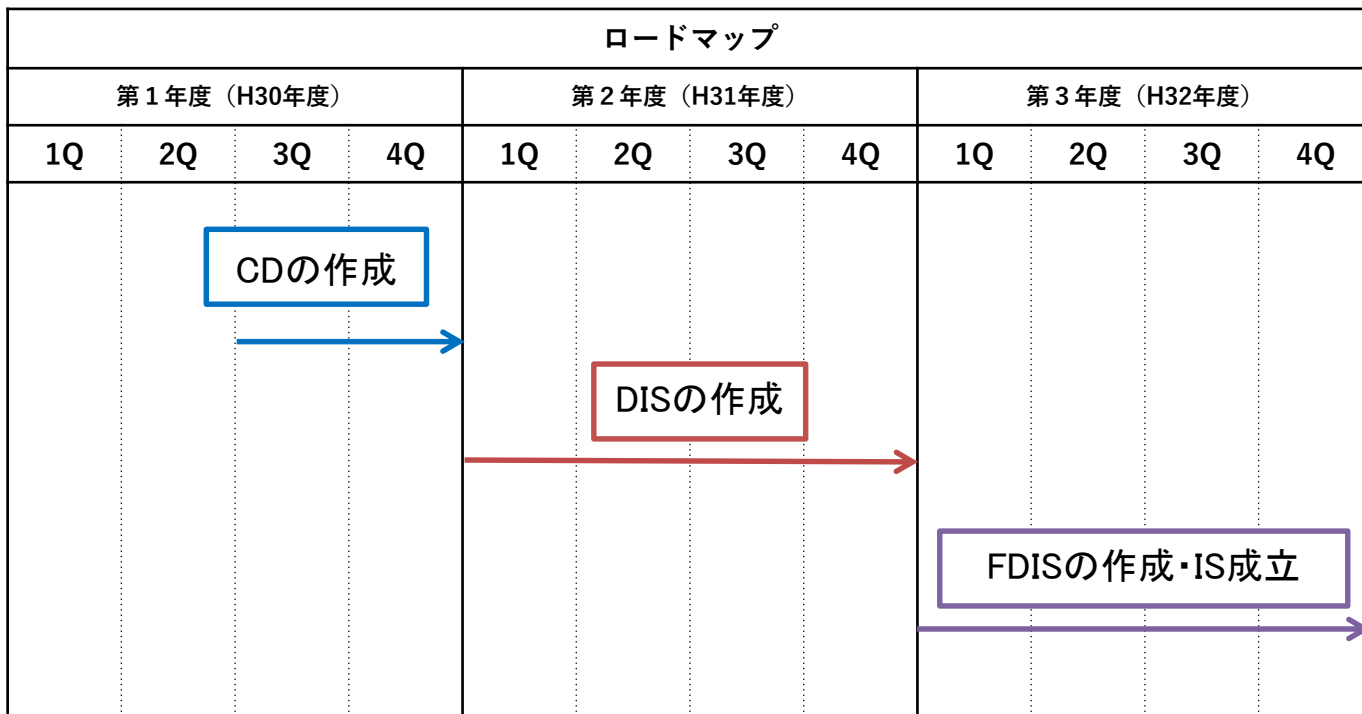 ロードマップ
第１年度（H30年度） 第２年度（H31年度） 第３年度（H32年度）
1Q 2Q 3Q 4Q 1Q 2Q 3Q 4Q 1Q 2Q 3Q 4Q
CDの作成
DISの作成
FDISの作成・IS成立